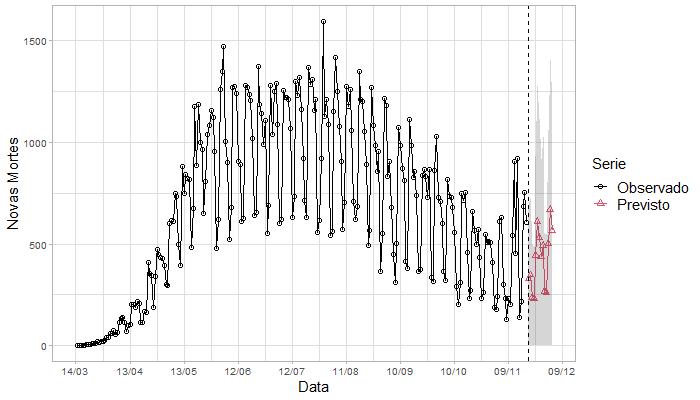 Novas Mortes
1500
1000
500
0
14/03 13/04 13/05 12/06 12/07 11/08 10/09 10/10 09/11 09/12
Data
Serie
Observado
Previsto